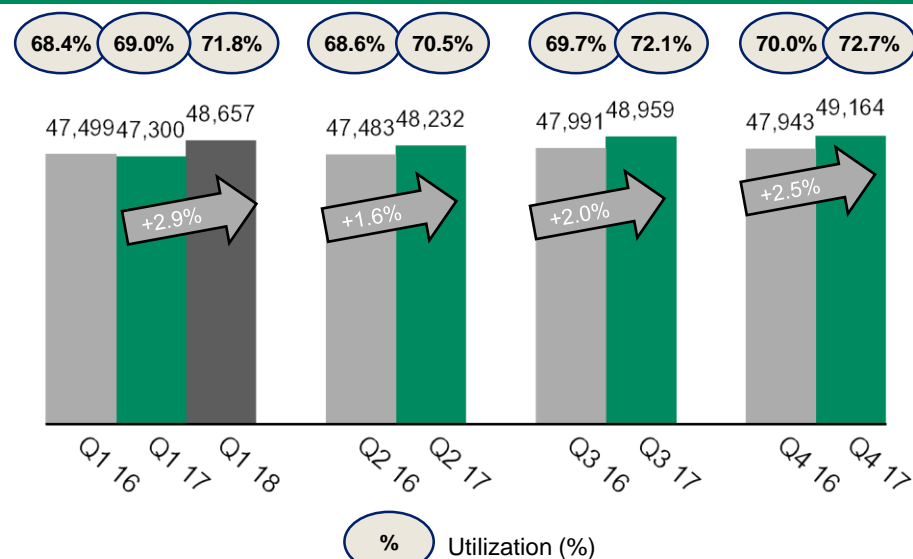 68.4% 69.0% 71.8% 68.6% 70.5% 69.7% 72.1% 70.0% 72.7%
47,499 47,300 48,657 47,483 48,232 47,991 48,959 47,943 49,164
+2.9% +1.6% +2.0% +2.5%
Q1 16 Q1 17 Q1 18 Q2 16 Q2 17 Q3 16 Q3 17 Q4 16 Q4 17
% Utilization (%)